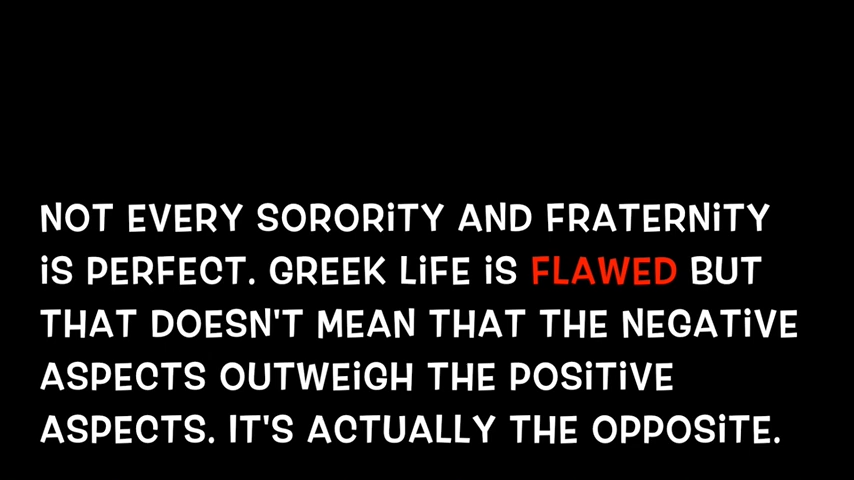 NOT EVERY SORORiTY AND FRATERNiTY
iS PERFECT. GREEK LiFE iS FLAWED BUT
THAT DOESN'T MEAN THAT THE NEGATiVE
ASPECTS OUTWEiGH THE POSiTiVE
ASPECTS. IT'S ACTUALLY THE OPPOSiTE.